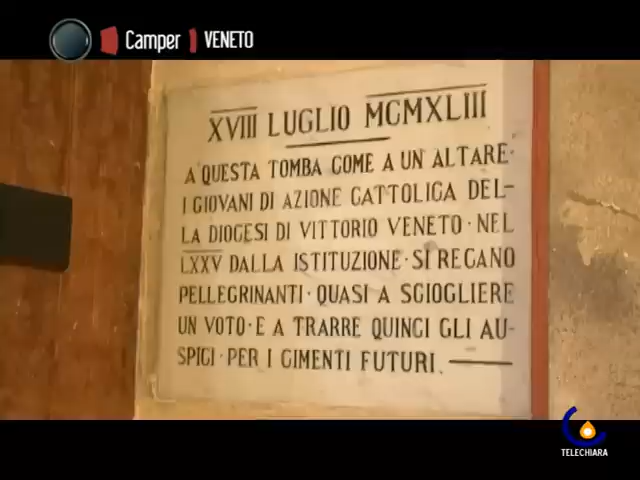 Camper VENETO
XVIII LUGLIO MCMXLIII
A QUESTA TOMBA COME A UN ALTARE·
I GIOVANI DI AZIONE CATTOLICA DEL-
LA DIOCESI DI VITTORIO VENETO · NEL
LXXV DALLA ISTITUZIONE · SI RECANO
PELLEGRINANTI · QUASI A SCIOGLIERE
UN VOTO · E A TRARRE QUINCI GLI AU-
SPICI · PER I CIMENTI FUTURI.
TELECHIARA